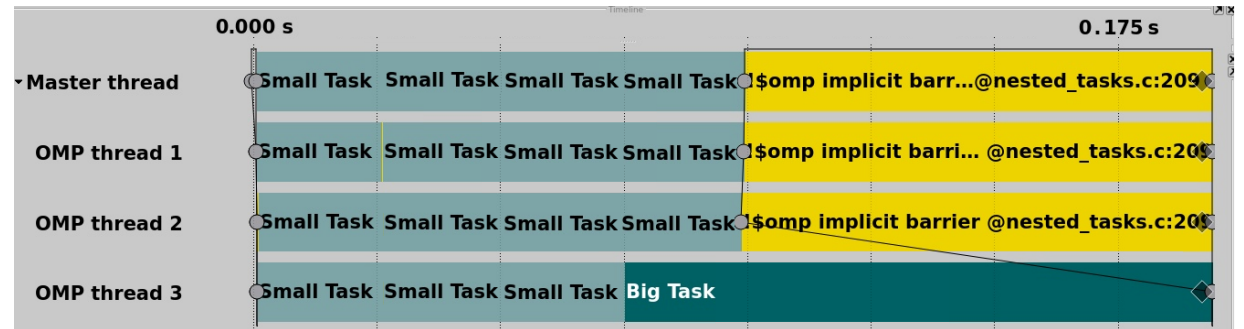 Timeline
0.000 s 0.175 s
Master thread Small Task Small Task Small Task Small Task !$omp implicit barr...@nested_tasks.c:209
OMP thread 1 Small Task Small Task Small Task Small Task !$omp implicit barri... @nested_tasks.c:209
OMP thread 2 Small Task Small Task Small Task Small Task !$omp implicit barrier @nested_tasks.c:209
OMP thread 3 Small Task Small Task Small Task Big Task